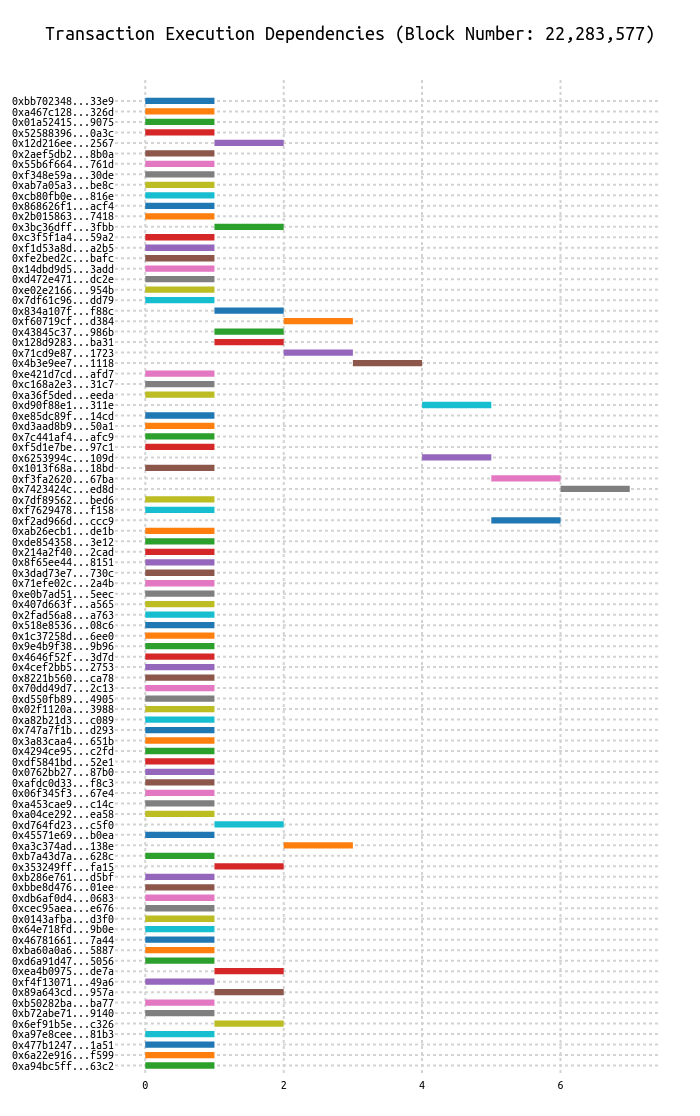 Transaction Execution Dependencies (Block Number: 22,283,577)
0xbb702348...33e9
0xa467c128...326d
0x01a52415...9075
0x52588396...0a3c
0x12d216ee...2567
0x2aef5db2...8b0a
0x55b6f664...761d
0xf348e59a...30de
0xab7a05a3...be8c
0xcb80fb0e...816e
0x868626f1...acf4
0x2b015863...7418
0x3bc36dff...3fbb
0xc3f5f1a4...59a2
0xf1d53a8d...a2b5
0xfe2bed2c...bafc
0x14dbd9d5...3add
0xd472e471...dc2e
0xe02e2166...954b
0x7df61c96...dd79
0x834a107f...f88c
0xf60719cf...d384
0x43845c37...986b
0x128d9283...ba31
0x71cd9e87...1723
0x4b3e9ee7...1118
0xe421d7cd...afd7
0xc168a2e3...31c7
0xa36f5ded...eeda
0xd90f88e1...311e
0xe85dc89f...14cd
0xd3aad8b9...50a1
0x7c441af4...afc9
0xf5d1e7be...97c1
0x6253994c...109d
0x1013f68a...18bd
0xf3fa2620...67ba
0x7423424c...ed8d
0x7df89562...bed6
0xf7629478...f158
0xf2ad966d...ccc9
0xab26ecb1...de1b
0xde854358...3e12
0x214a2f40...2cad
0x8f65ee44...8151
0x3dad73e7...730c
0x71efe02c...2a4b
0xe0b7ad51...5eec
0x407d663f...a565
0x2fad56a8...a763
0x518e8536...08c6
0x1c37258d...6ee0
0x9e4b9f38...9b96
0x4646f52f...3d7d
0x4cef2bb5...2753
0x8221b560...ca78
0x70dd49d7...2c13
0xd550fb89...4905
0x02f1120a...3988
0xa82b21d3...c089
0x747a7f1b...d293
0x3a83caa4...651b
0x4294ce95...c2fd
0xdf5841bd...52e1
0x0762bb27...87b0
0xafdc0d33...f8c3
0x06f345f3...67e4
0xa453cae9...c14c
0xa04ce292...ea58
0xd764fd23...c5f0
0x45571e69...b0ea
0xa3c374ad...138e
0xb7a43d7a...628c
0x353249ff...fa15
0xb286e761...d5bf
0xbbe8d476...01ee
0xdb6af0d4...0683
0xcec95aea...e676
0x0143afba...d3f0
0x64e718fd...9b0e
0x46781661...7a44
0xba60a0a6...5887
0xd6a91d47...5056
0xea4b0975...de7a
0xf4f13071...49a6
0x89a643cd...957a
0xb50282ba...ba77
0xb72abe71...9140
0x6ef91b5e...c326
0xa97e8cee...81b3
0x477b1247...1a51
0x6a22e916...f599
0xa94bc5ff...63c2
0 2 4 6